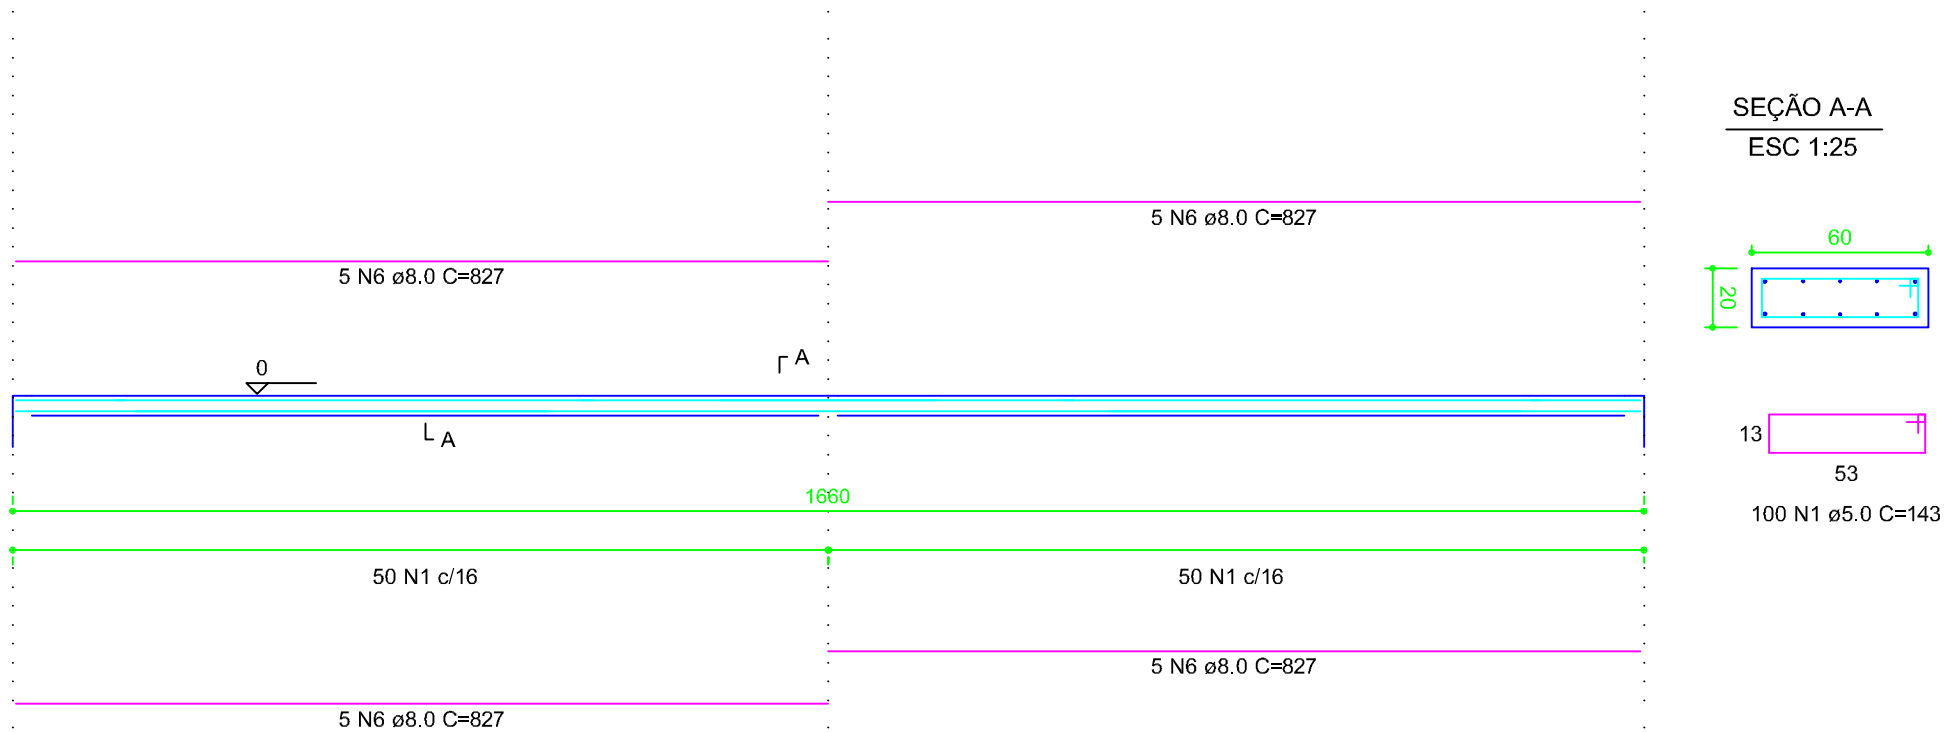 SEÇÃO A-A
ESC 1:25
5 N6 ø8.0 C=827
5 N6 ø8.0 C=827
60
20
0
A
A
13
53
1660
100 N1 ø5.0 C=143
50 N1 c/16
50 N1 c/16
5 N6 ø8.0 C=827
5 N6 ø8.0 C=827